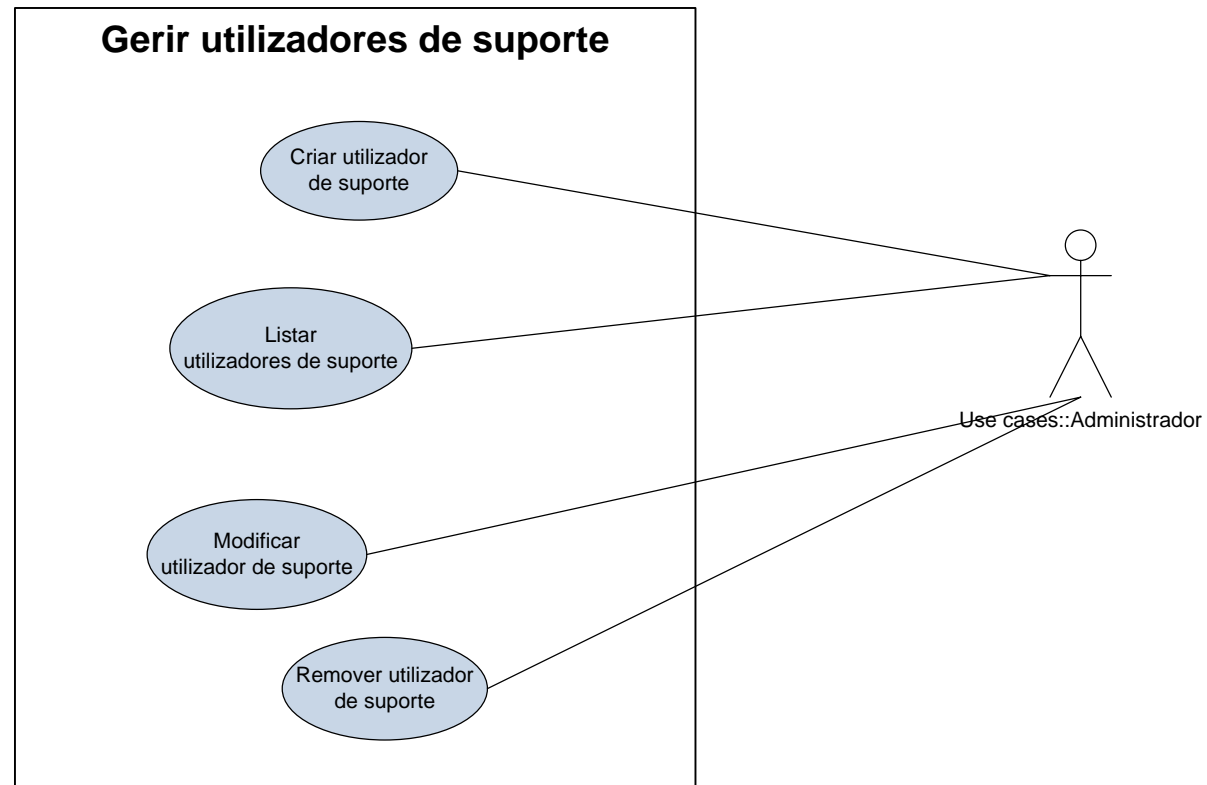 Gerir utilizadores de suporte
Criar utilizador
de suporte
Listar
utilizadores de suporte
Use cases::Administrador
Modificar
utilizador de suporte
Remover utilizador
de suporte